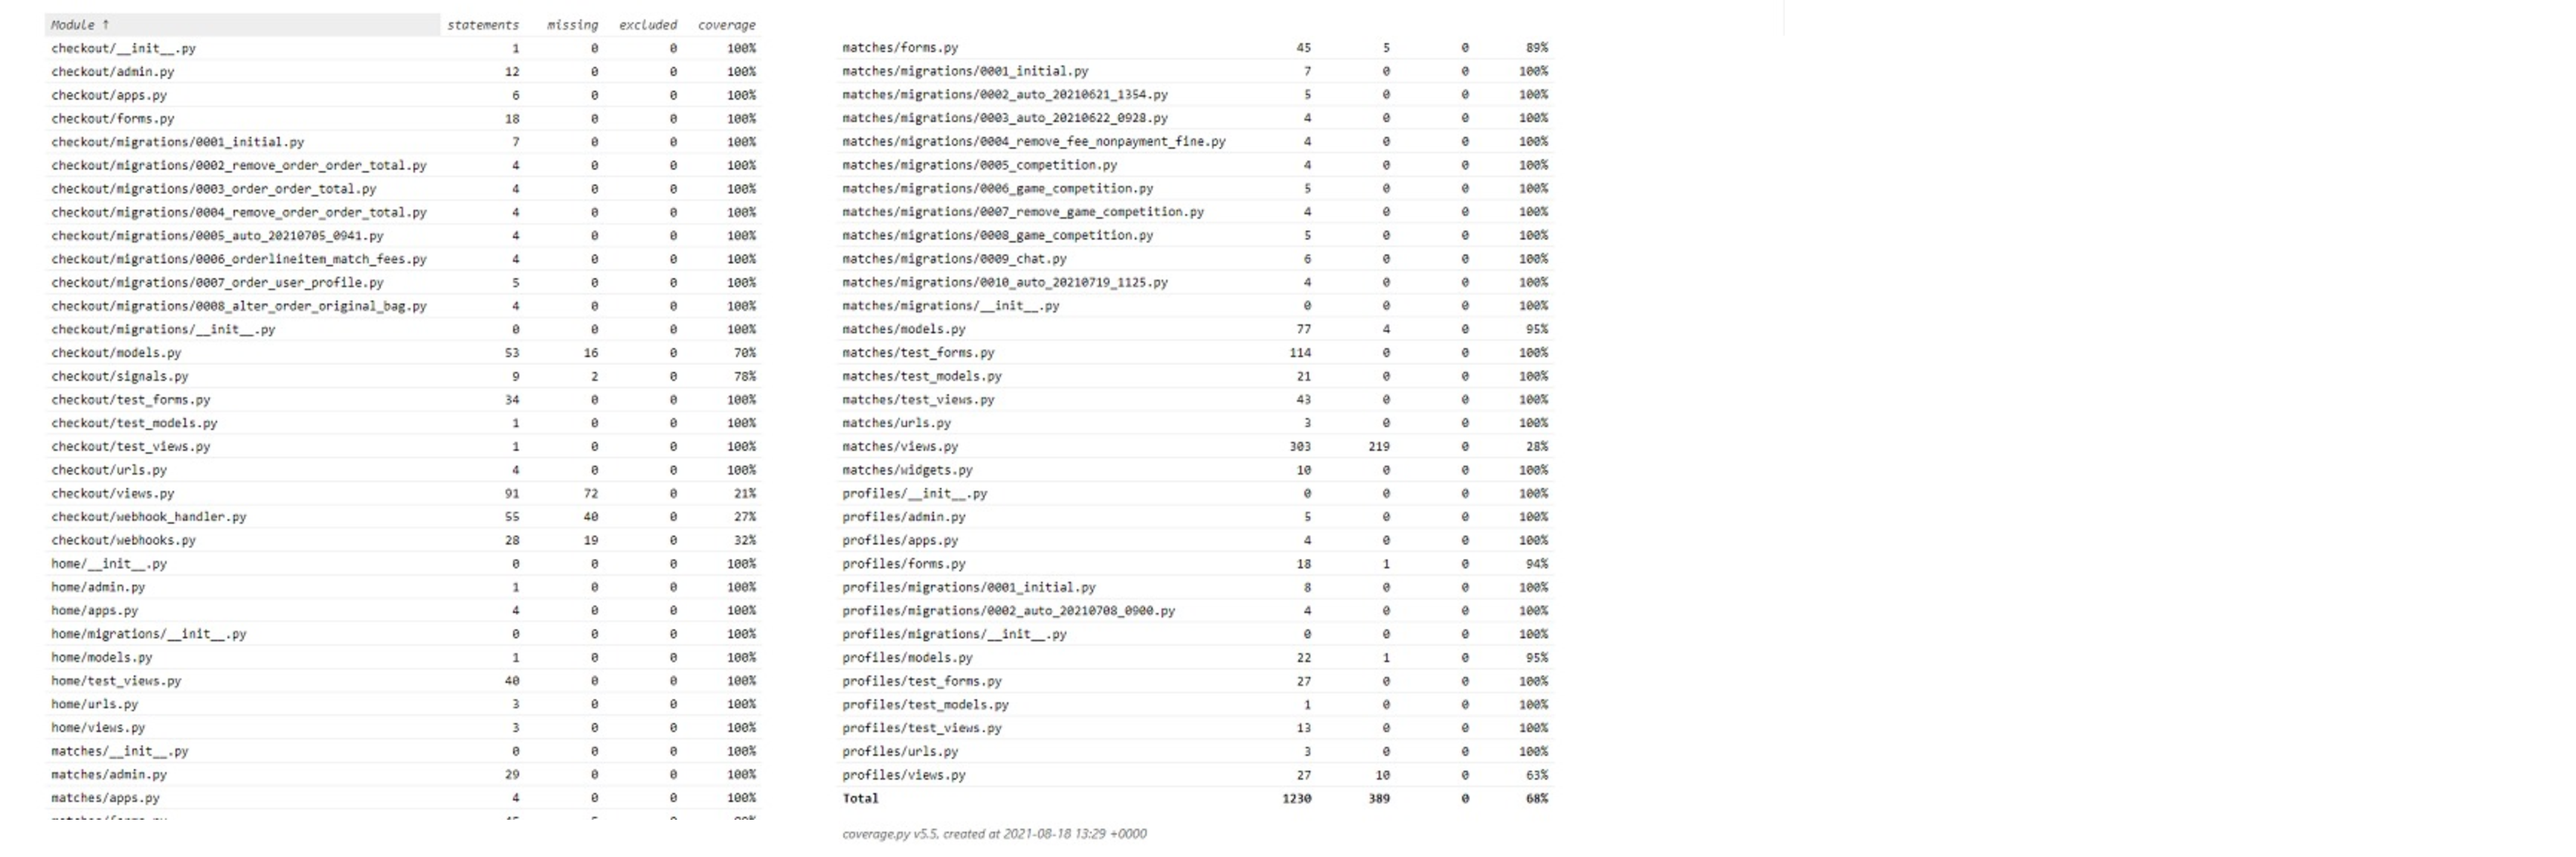 Module ↑ statements missing excluded coverage
checkout/__init__.py 1 0 0 100%
checkout/admin.py 12 0 0 100%
checkout/apps.py 6 0 0 100%
checkout/forms.py 18 0 0 100%
checkout/migrations/0001_initial.py 7 0 0 100%
checkout/migrations/0002_remove_order_order_total.py 4 0 0 100%
checkout/migrations/0003_order_order_total.py 4 0 0 100%
checkout/migrations/0004_remove_order_order_total.py 4 0 0 100%
checkout/migrations/0005_auto_20210705_0941.py 4 0 0 100%
checkout/migrations/0006_orderlineitem_match_fees.py 4 0 0 100%
checkout/migrations/0007_order_user_profile.py 5 0 0 100%
checkout/migrations/0008_alter_order_original_bag.py 4 0 0 100%
checkout/migrations/__init__.py 0 0 0 100%
checkout/models.py 53 16 0 70%
checkout/signals.py 9 2 0 78%
checkout/test_forms.py 34 0 0 100%
checkout/test_models.py 1 0 0 100%
checkout/test_views.py 1 0 0 100%
checkout/urls.py 4 0 0 100%
checkout/views.py 91 72 0 21%
checkout/webhook_handler.py 55 40 0 27%
checkout/webhooks.py 28 19 0 32%
home/__init__.py 0 0 0 100%
home/admin.py 1 0 0 100%
home/apps.py 4 0 0 100%
home/migrations/__init__.py 0 0 0 100%
home/models.py 1 0 0 100%
home/test_views.py 40 0 0 100%
home/urls.py 3 0 0 100%
home/views.py 3 0 0 100%
matches/__init__.py 0 0 0 100%
matches/admin.py 29 0 0 100%
matches/apps.py 4 0 0 100%
matches/forms.py 45 5 0 89%
matches/migrations/0001_initial.py 7 0 0 100%
matches/migrations/0002_auto_20210621_1354.py 5 0 0 100%
matches/migrations/0003_auto_20210622_0928.py 4 0 0 100%
matches/migrations/0004_remove_fee_nonpayment_fine.py 4 0 0 100%
matches/migrations/0005_competition.py 4 0 0 100%
matches/migrations/0006_game_competition.py 5 0 0 100%
matches/migrations/0007_remove_game_competition.py 4 0 0 100%
matches/migrations/0008_game_competition.py 5 0 0 100%
matches/migrations/0009_chat.py 6 0 0 100%
matches/migrations/0010_auto_20210719_1125.py 4 0 0 100%
matches/migrations/__init__.py 0 0 0 100%
matches/models.py 77 4 0 95%
matches/test_forms.py 114 0 0 100%
matches/test_models.py 21 0 0 100%
matches/test_views.py 43 0 0 100%
matches/urls.py 3 0 0 100%
matches/views.py 303 219 0 28%
matches/widgets.py 10 0 0 100%
profiles/__init__.py 0 0 0 100%
profiles/admin.py 5 0 0 100%
profiles/apps.py 4 0 0 100%
profiles/forms.py 18 1 0 94%
profiles/migrations/0001_initial.py 8 0 0 100%
profiles/migrations/0002_auto_20210708_0900.py 4 0 0 100%
profiles/migrations/__init__.py 0 0 0 100%
profiles/models.py 22 1 0 95%
profiles/test_forms.py 27 0 0 100%
profiles/test_models.py 1 0 0 100%
profiles/test_views.py 13 0 0 100%
profiles/urls.py 3 0 0 100%
profiles/views.py 27 10 0 63%
Total 1230 389 0 68%
coverage.py v5.5, created at 2021-08-18 13:29 +0000